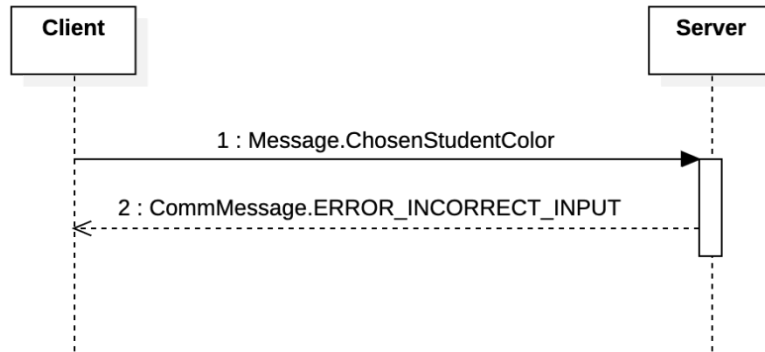 Client
Server
1 : Message.ChosenStudentColor
2 : CommMessage.ERROR_INCORRECT_INPUT